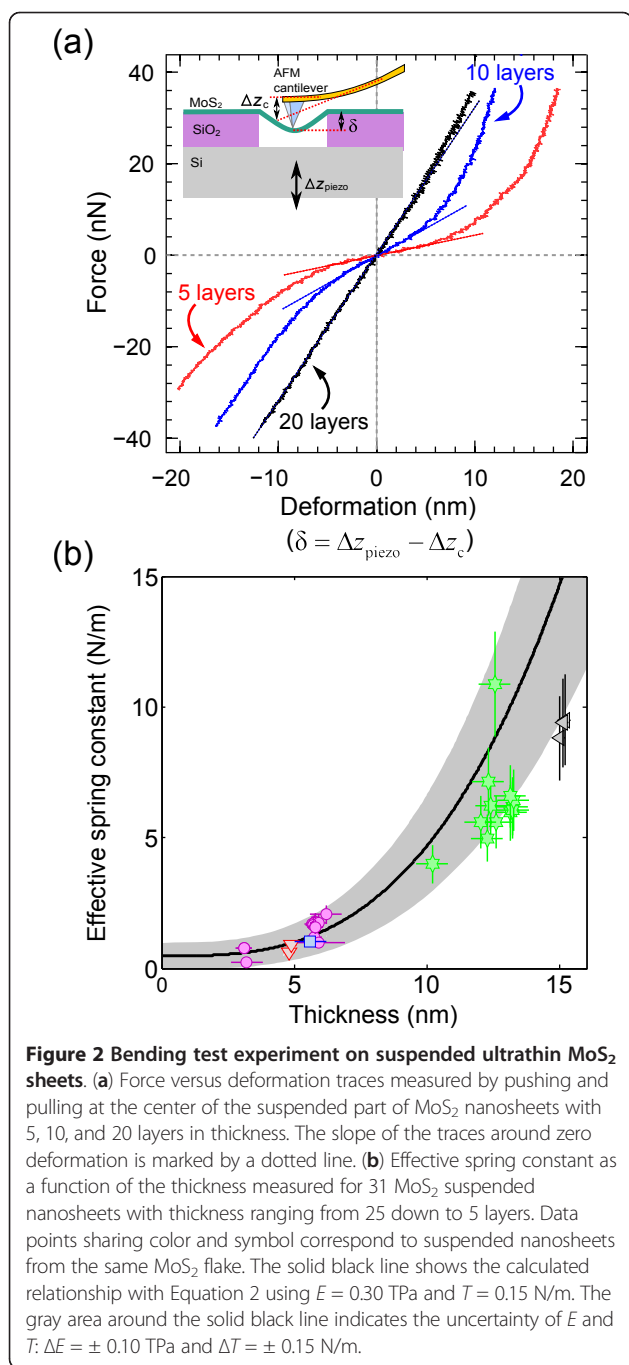 (a)
AFM
cantilever
Δz_c
MoS₂
SiO₂
δ
Si
Δz_piezo
10 layers
5 layers
20 layers
40
20
0
−20
−40
Force (nN)
−20 −10 0 10 20
Deformation (nm)
(δ = Δz_piezo − Δz_c)
(b)
15
10
5
0
Effective spring constant (N/m)
0 5 10 15
Thickness (nm)
Figure 2 Bending test experiment on suspended ultrathin MoS₂
sheets. (a) Force versus deformation traces measured by pushing and
pulling at the center of the suspended part of MoS₂ nanosheets with
5, 10, and 20 layers in thickness. The slope of the traces around zero
deformation is marked by a dotted line. (b) Effective spring constant as
a function of the thickness measured for 31 MoS₂ suspended
nanosheets with thickness ranging from 25 down to 5 layers. Data
points sharing color and symbol correspond to suspended nanosheets
from the same MoS₂ flake. The solid black line shows the calculated
relationship with Equation 2 using E = 0.30 TPa and T = 0.15 N/m. The
gray area around the solid black line indicates the uncertainty of E and
T: ΔE = ± 0.10 TPa and ΔT = ± 0.15 N/m.